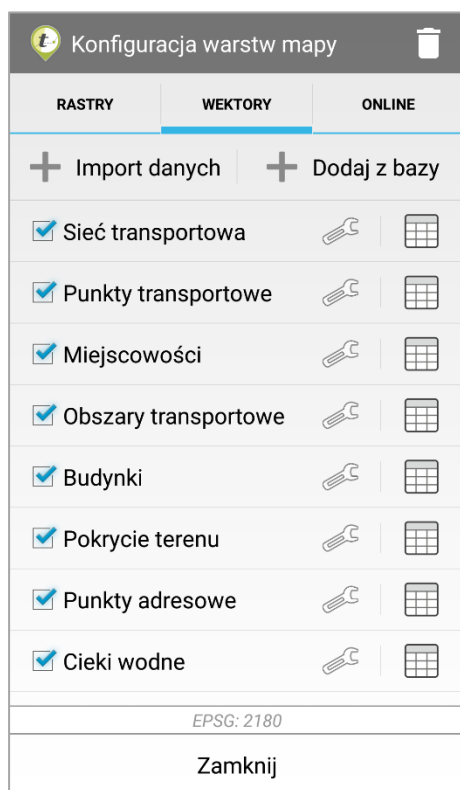 t Konfiguracja warstw mapy
RASTRY WEKTORY ONLINE
Import danych Dodaj z bazy
Sieć transportowa
Punkty transportowe
Miejscowości
Obszary transportowe
Budynki
Pokrycie terenu
Punkty adresowe
Cieki wodne
EPSG: 2180
Zamknij